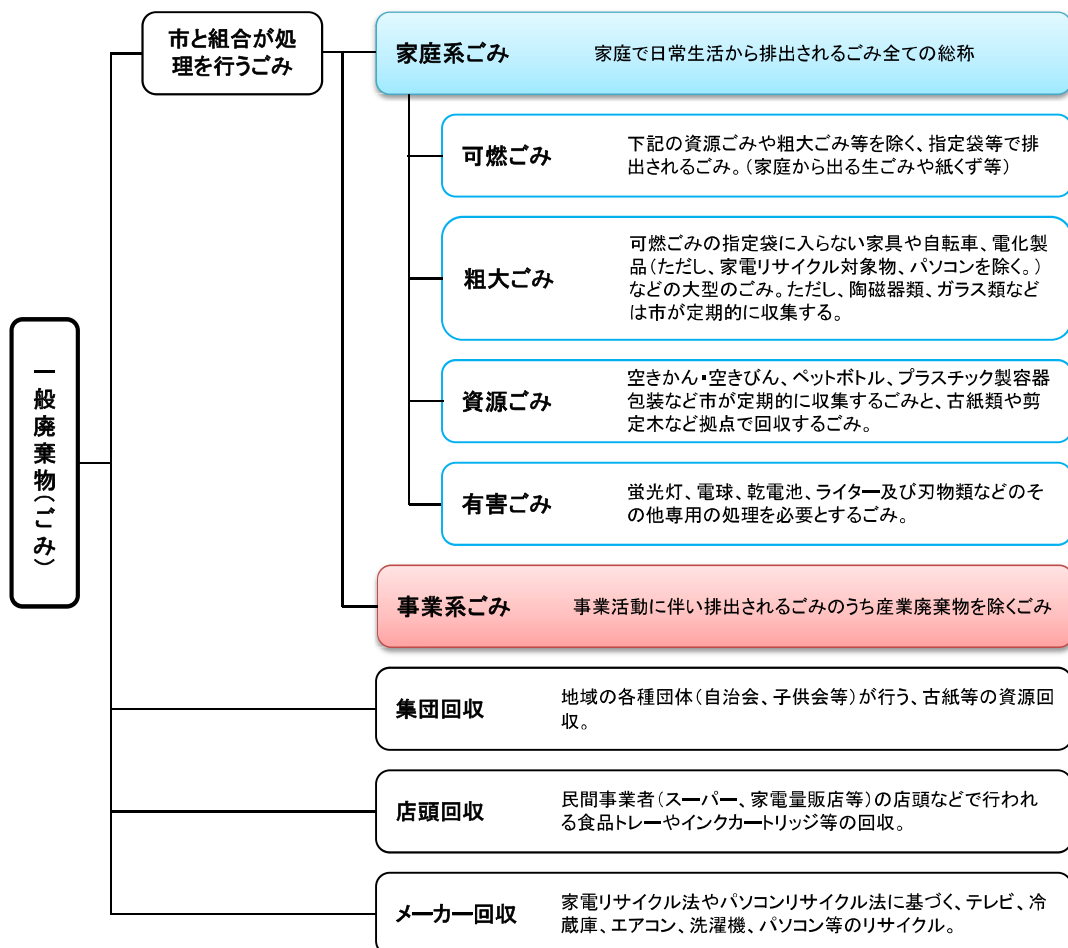 市と組合が処
理を行うごみ
家庭系ごみ
家庭で日常生活から排出されるごみ全ての総称
可燃ごみ
下記の資源ごみや粗大ごみ等を除く、指定袋等で排
出されるごみ。(家庭から出る生ごみや紙くず等)
粗大ごみ
可燃ごみの指定袋に入らない家具や自転車、電化製
品(ただし、家電リサイクル対象物、パソコンを除く。)
などの大型のごみ。ただし、陶磁器類、ガラス類など
は市が定期的に収集する。
一般廃棄物(ごみ)
資源ごみ
空きかん・空きびん、ペットボトル、プラスチック製容器
包装など市が定期的に収集するごみと、古紙類や剪
定木など拠点で回収するごみ。
有害ごみ
蛍光灯、電球、乾電池、ライター及び刃物類などのそ
の他専用の処理を必要とするごみ。
事業系ごみ
事業活動に伴い排出されるごみのうち産業廃棄物を除くごみ
集団回収
地域の各種団体(自治会、子供会等)が行う、古紙等の資源回
収。
店頭回収
民間事業者(スーパー、家電量販店等)の店頭などで行われ
る食品トレーやインクカートリッジ等の回収。
メーカー回収
家電リサイクル法やパソコンリサイクル法に基づく、テレビ、冷
蔵庫、エアコン、洗濯機、パソコン等のリサイクル。